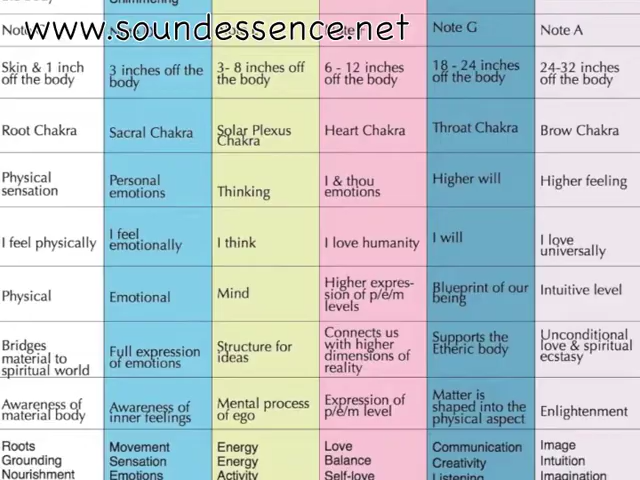 www.soundessence.net
Note G
Note A
Skin & 1 inch
off the body
3 inches off the
body
3- 8 inches off
the body
6 - 12 inches
off the body
18 - 24 inches
off the body
24-32 inches
off the body
Root Chakra
Sacral Chakra
Solar Plexus
Chakra
Heart Chakra
Throat Chakra
Brow Chakra
Physical
sensation
Personal
emotions
Thinking
I & thou
emotions
Higher will
Higher feeling
I feel physically
I feel
emotionally
I think
I love humanity
I will
I love
universally
Physical
Emotional
Mind
Higher expres-
sion of p/e/m
levels
Blueprint of our
being
Intuitive level
Bridges
material to
spiritual world
Full expression
of emotions
Structure for
ideas
Connects us
with higher
dimensions of
reality
Supports the
Etheric body
Unconditional
love & spiritual
ecstasy
Awareness of
material body
Awareness of
inner feelings
Mental process
of ego
Expression of
p/e/m level
Matter is
shaped into the
physical aspect
Enlightenment
Roots
Grounding
Nourishment
Movement
Sensation
Emotions
Energy
Energy
Activity
Love
Balance
Self-love
Communication
Creativity
Listening
Image
Intuition
Imagination